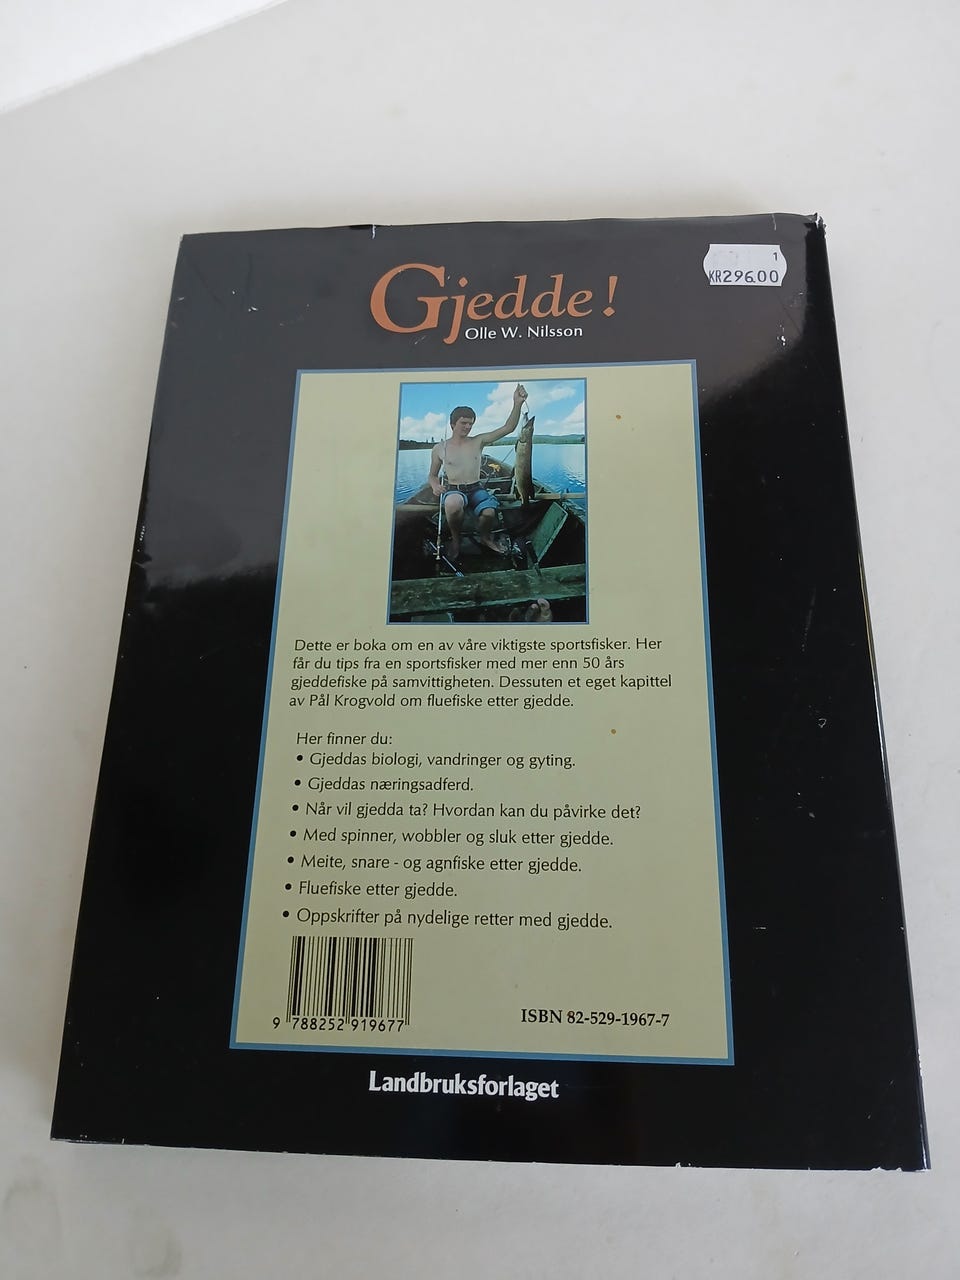 1
KR296.00
Gjedde!
Olle W. Nilsson
Dette er boka om en av våre viktigste sportsfisker. Her
får du tips fra en sportsfisker med mer enn 50 års
gjeddefiske på samvittigheten. Dessuten et eget kapittel
av Pål Krogvold om fluefiske etter gjedde.
Her finner du:
• Gjeddas biologi, vandringer og gyting.
• Gjeddas næringsadferd.
• Når vil gjedda ta? Hvordan kan du påvirke det?
• Med spinner, wobbler og sluk etter gjedde.
• Meite, snare - og agnfiske etter gjedde.
• Fluefiske etter gjedde.
• Oppskrifter på nydelige retter med gjedde.
9 788252 919677
ISBN 82-529-1967-7
Landbruksforlaget